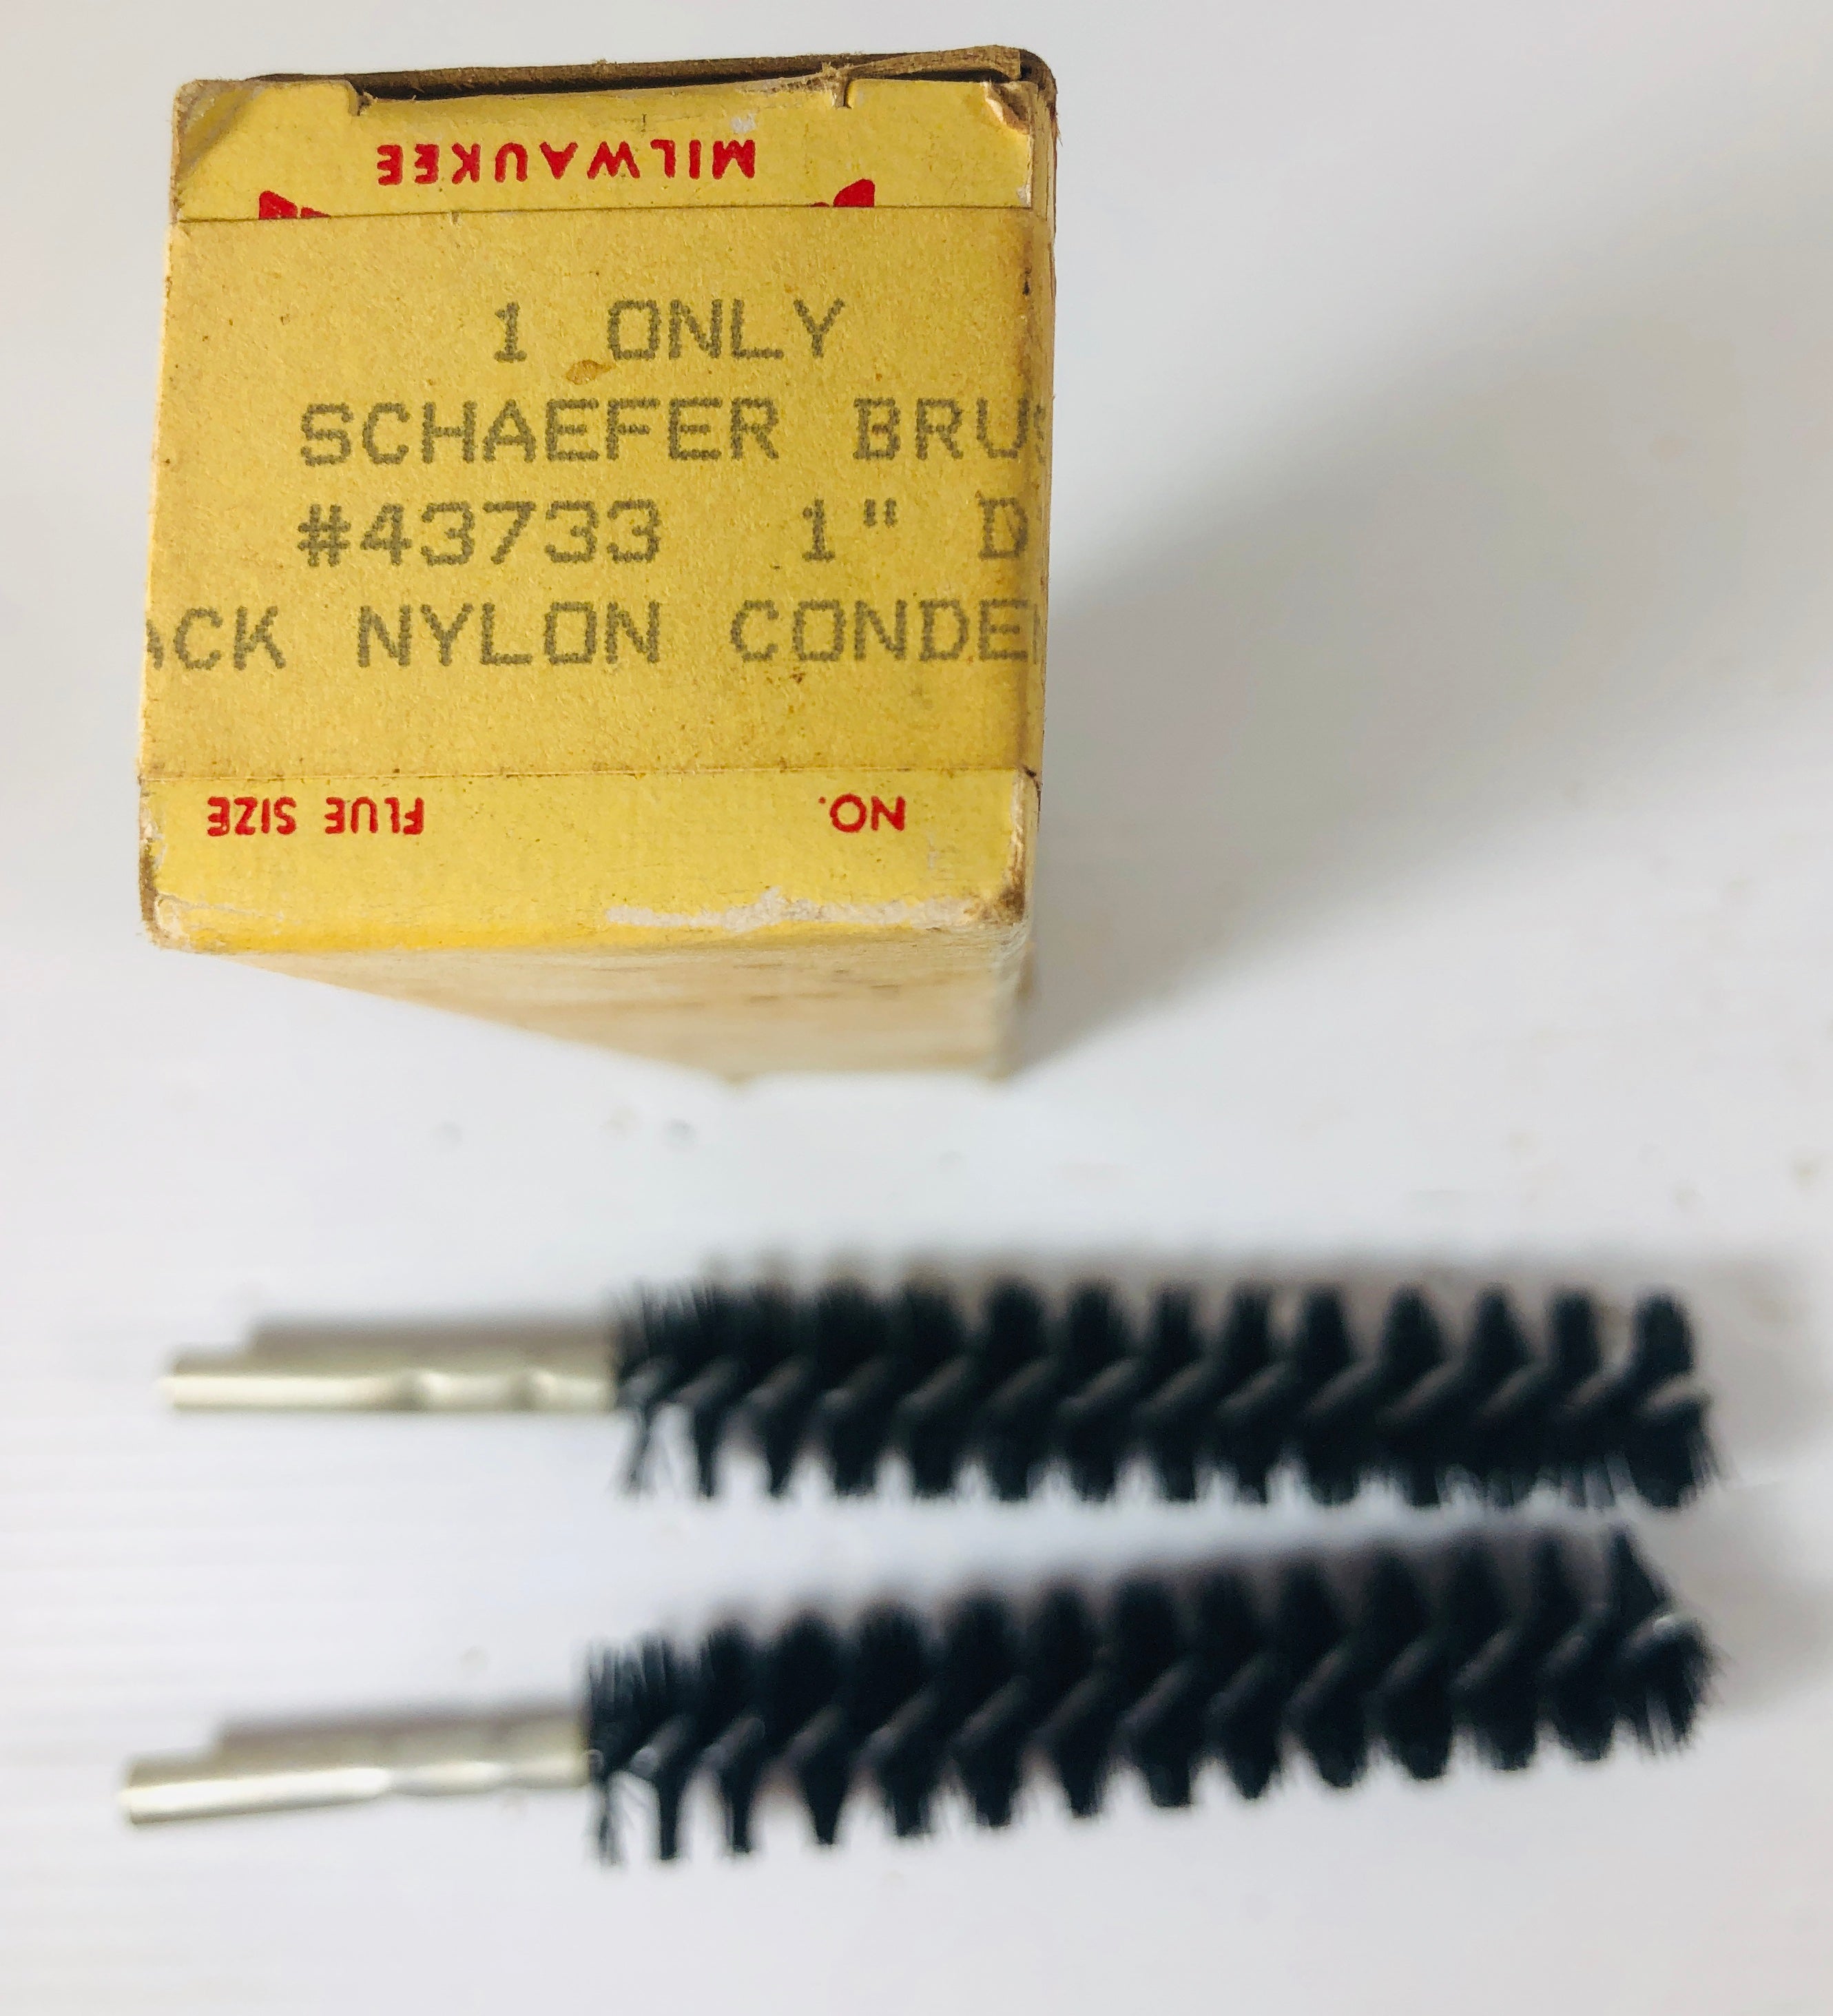 MILWAUKEE
1 ONLY
SCHAEFER BRU
#43733 1" D
ACK NYLON CONDE
FLUE SIZE NO.